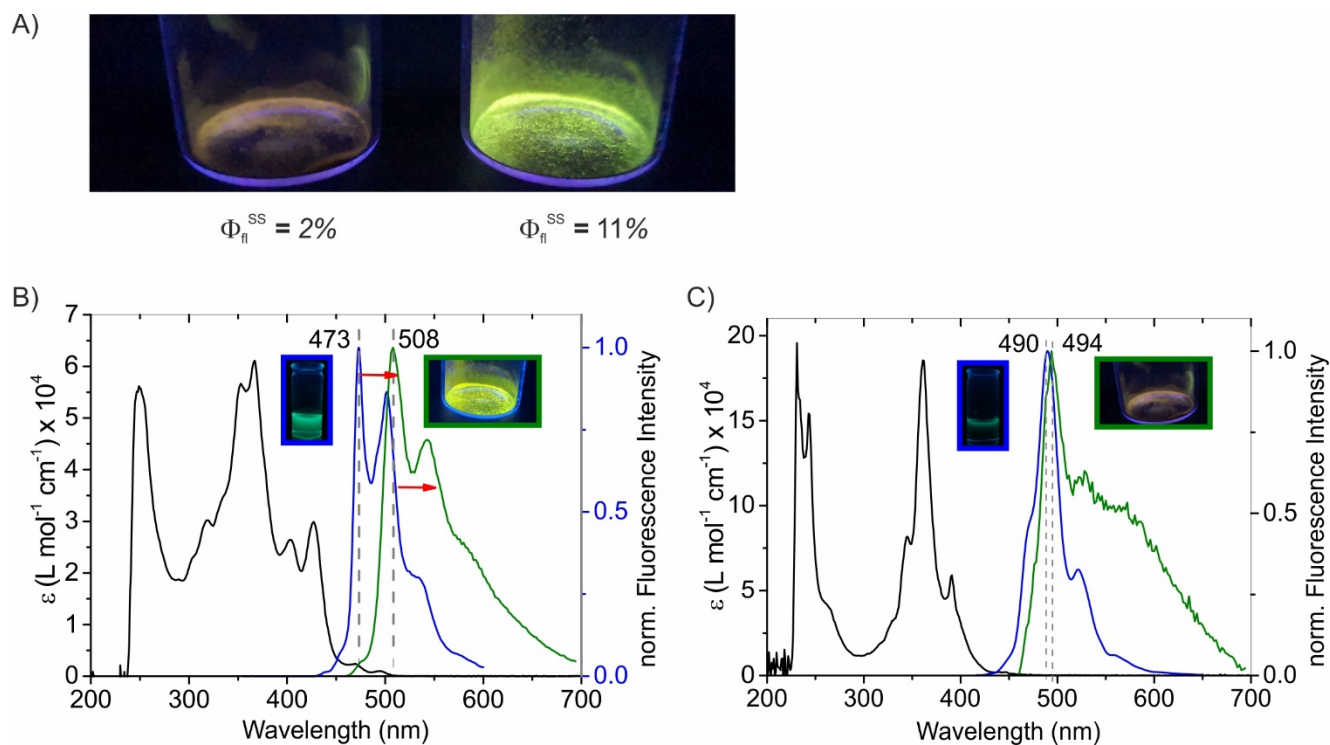 A)
Φfl^SS = 2%
Φfl^SS = 11%
B)
473
508
ε (L mol⁻¹ cm⁻¹) x 10⁴
7
6
5
4
3
2
1
0
200 300 400 500 600 700
Wavelength (nm)
1.0
0.5
0.0
norm. Fluorescence Intensity
C)
490
494
ε (L mol⁻¹ cm⁻¹) x 10⁴
20
15
10
5
0
200 300 400 500 600 700
Wavelength (nm)
1.0
0.5
0.0
norm. Fluorescence Intensity